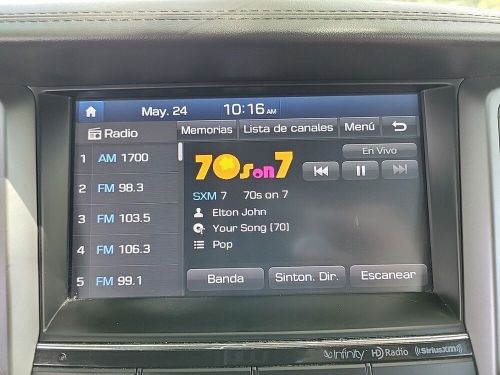 May. 24 10:16 AM
Radio
Memorias Lista de canales Menú
1 AM 1700
2 FM 98.3
3 FM 103.5
4 FM 106.3
5 FM 99.1
70s on 7
En Vivo
SXM 7 70s on 7
Elton John
Your Song (70)
Pop
Banda Sinton. Dir. Escanear
Infinity HD Radio ((SiriusXM))